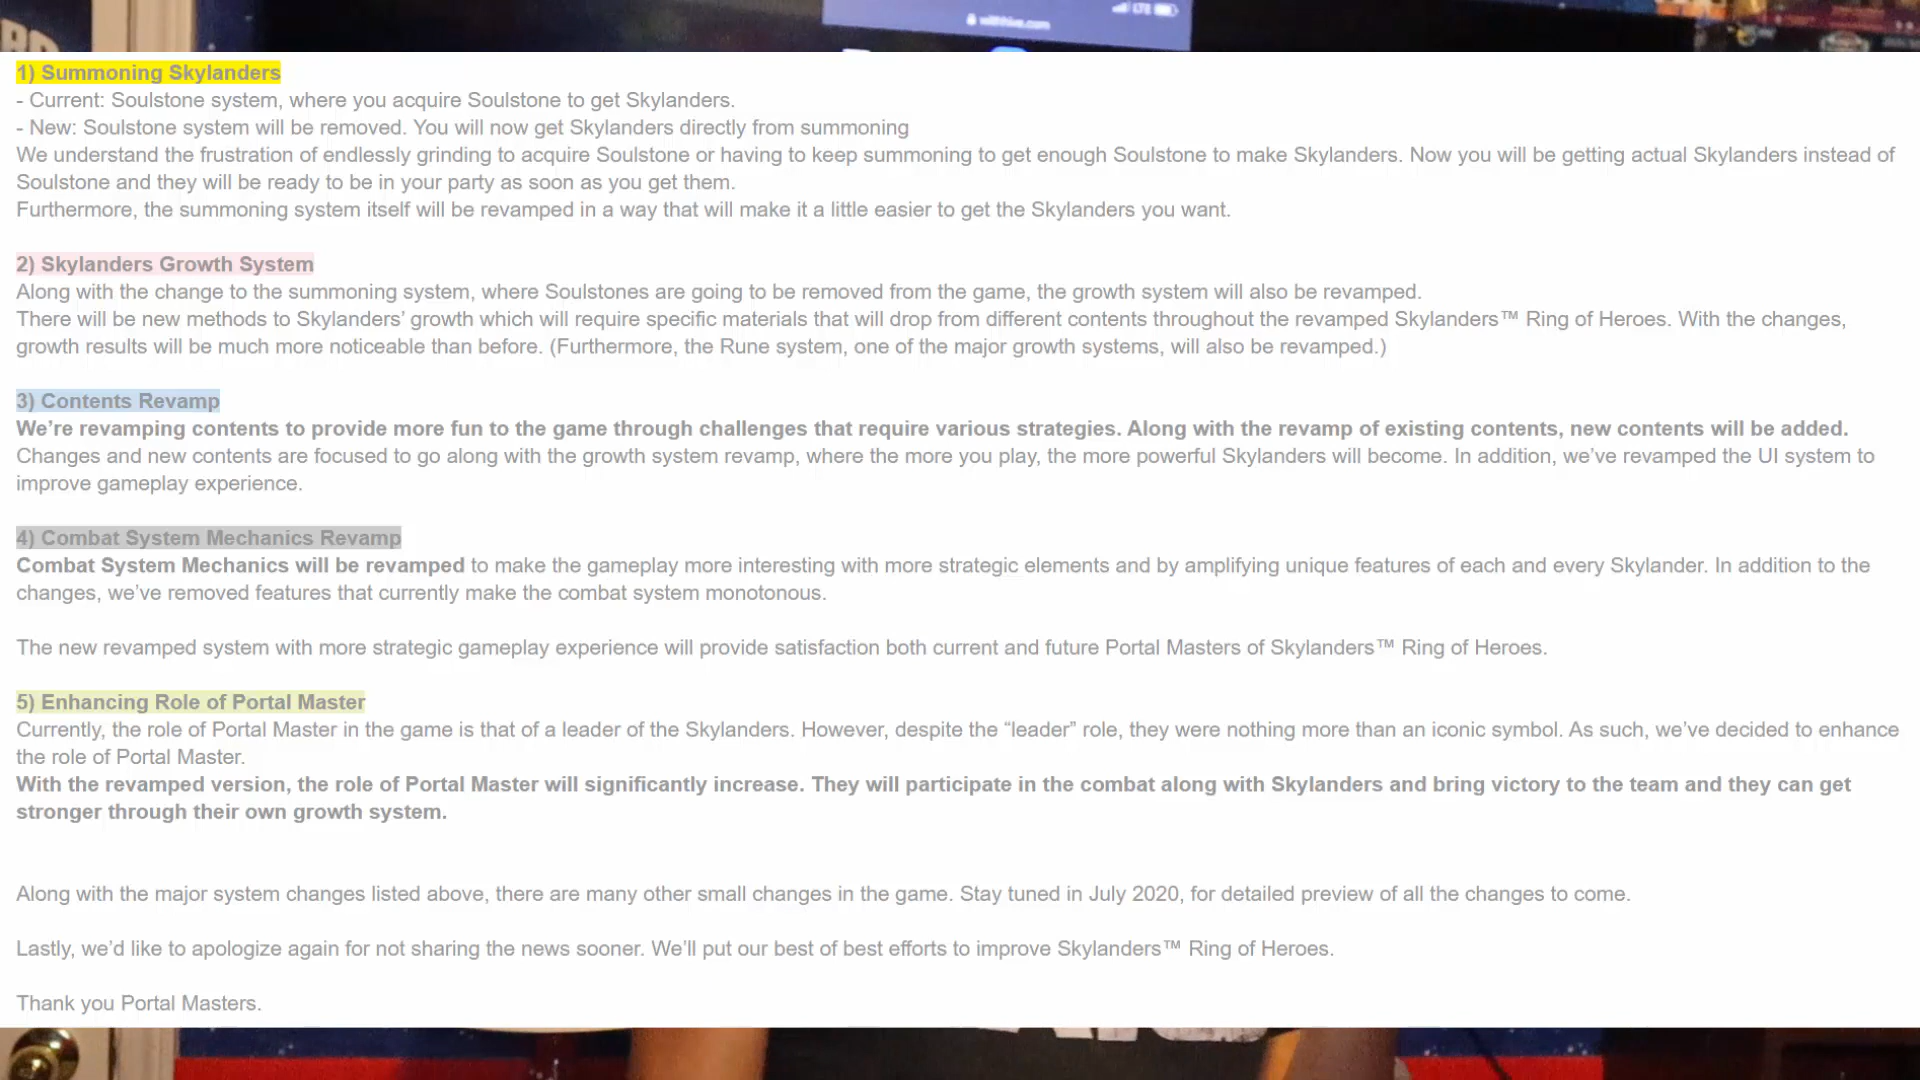 RD
withhive.com
LTE
1) Summoning Skylanders
- Current: Soulstone system, where you acquire Soulstone to get Skylanders.
- New: Soulstone system will be removed. You will now get Skylanders directly from summoning
We understand the frustration of endlessly grinding to acquire Soulstone or having to keep summoning to get enough Soulstone to make Skylanders. Now you will be getting actual Skylanders instead of
Soulstone and they will be ready to be in your party as soon as you get them.
Furthermore, the summoning system itself will be revamped in a way that will make it a little easier to get the Skylanders you want.
2) Skylanders Growth System
Along with the change to the summoning system, where Soulstones are going to be removed from the game, the growth system will also be revamped.
There will be new methods to Skylanders’ growth which will require specific materials that will drop from different contents throughout the revamped Skylanders™ Ring of Heroes. With the changes,
growth results will be much more noticeable than before. (Furthermore, the Rune system, one of the major growth systems, will also be revamped.)
3) Contents Revamp
We’re revamping contents to provide more fun to the game through challenges that require various strategies. Along with the revamp of existing contents, new contents will be added.
Changes and new contents are focused to go along with the growth system revamp, where the more you play, the more powerful Skylanders will become. In addition, we’ve revamped the UI system to
improve gameplay experience.
4) Combat System Mechanics Revamp
Combat System Mechanics will be revamped to make the gameplay more interesting with more strategic elements and by amplifying unique features of each and every Skylander. In addition to the
changes, we’ve removed features that currently make the combat system monotonous.
The new revamped system with more strategic gameplay experience will provide satisfaction both current and future Portal Masters of Skylanders™ Ring of Heroes.
5) Enhancing Role of Portal Master
Currently, the role of Portal Master in the game is that of a leader of the Skylanders. However, despite the “leader” role, they were nothing more than an iconic symbol. As such, we’ve decided to enhance
the role of Portal Master.
With the revamped version, the role of Portal Master will significantly increase. They will participate in the combat along with Skylanders and bring victory to the team and they can get
stronger through their own growth system.
Along with the major system changes listed above, there are many other small changes in the game. Stay tuned in July 2020, for detailed preview of all the changes to come.
Lastly, we’d like to apologize again for not sharing the news sooner. We’ll put our best of best efforts to improve Skylanders™ Ring of Heroes.
Thank you Portal Masters.